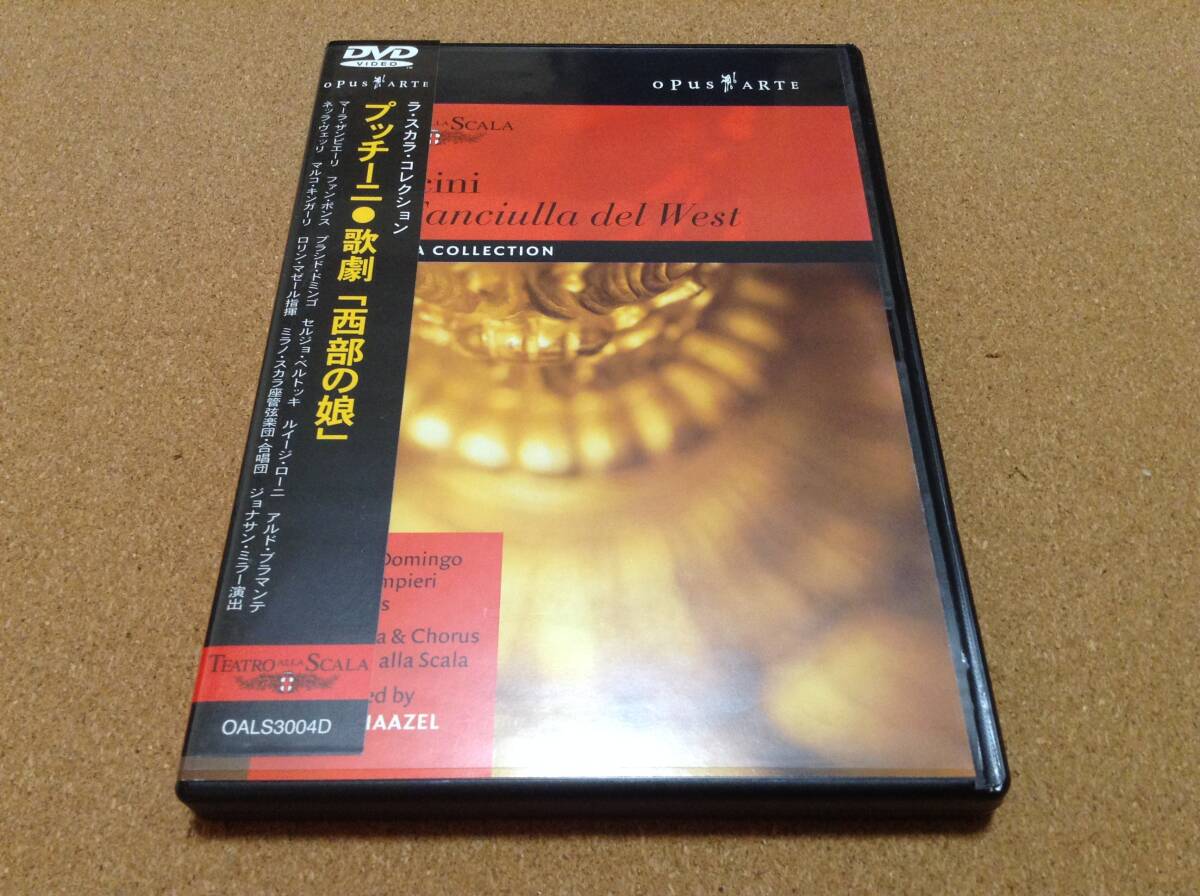 DVD
VIDEO
OPUS ARTE
ラ・スカラ・コレクション
プッチーニ●歌劇「西部の娘」
マーラ・ザンピエーリ ファン・ポンス プラシド・ドミンゴ セルジョ・ベルトッキ ルイージ・ローニ アルド・ブラマンテ
ネッラ・ヴェッリ マルコ・キンガーリ ロリン・マゼール指揮 ミラノ・スカラ座管弦楽団・合唱団 ジョナサン・ミラー演出
TEATRO ALLA SCALA
OALS3004D
OPUS ARTE
LA SCALA
cini
Fanciulla del West
A COLLECTION
Domingo
mpieri
s
a & Chorus
alla Scala
ed by
MAAZEL